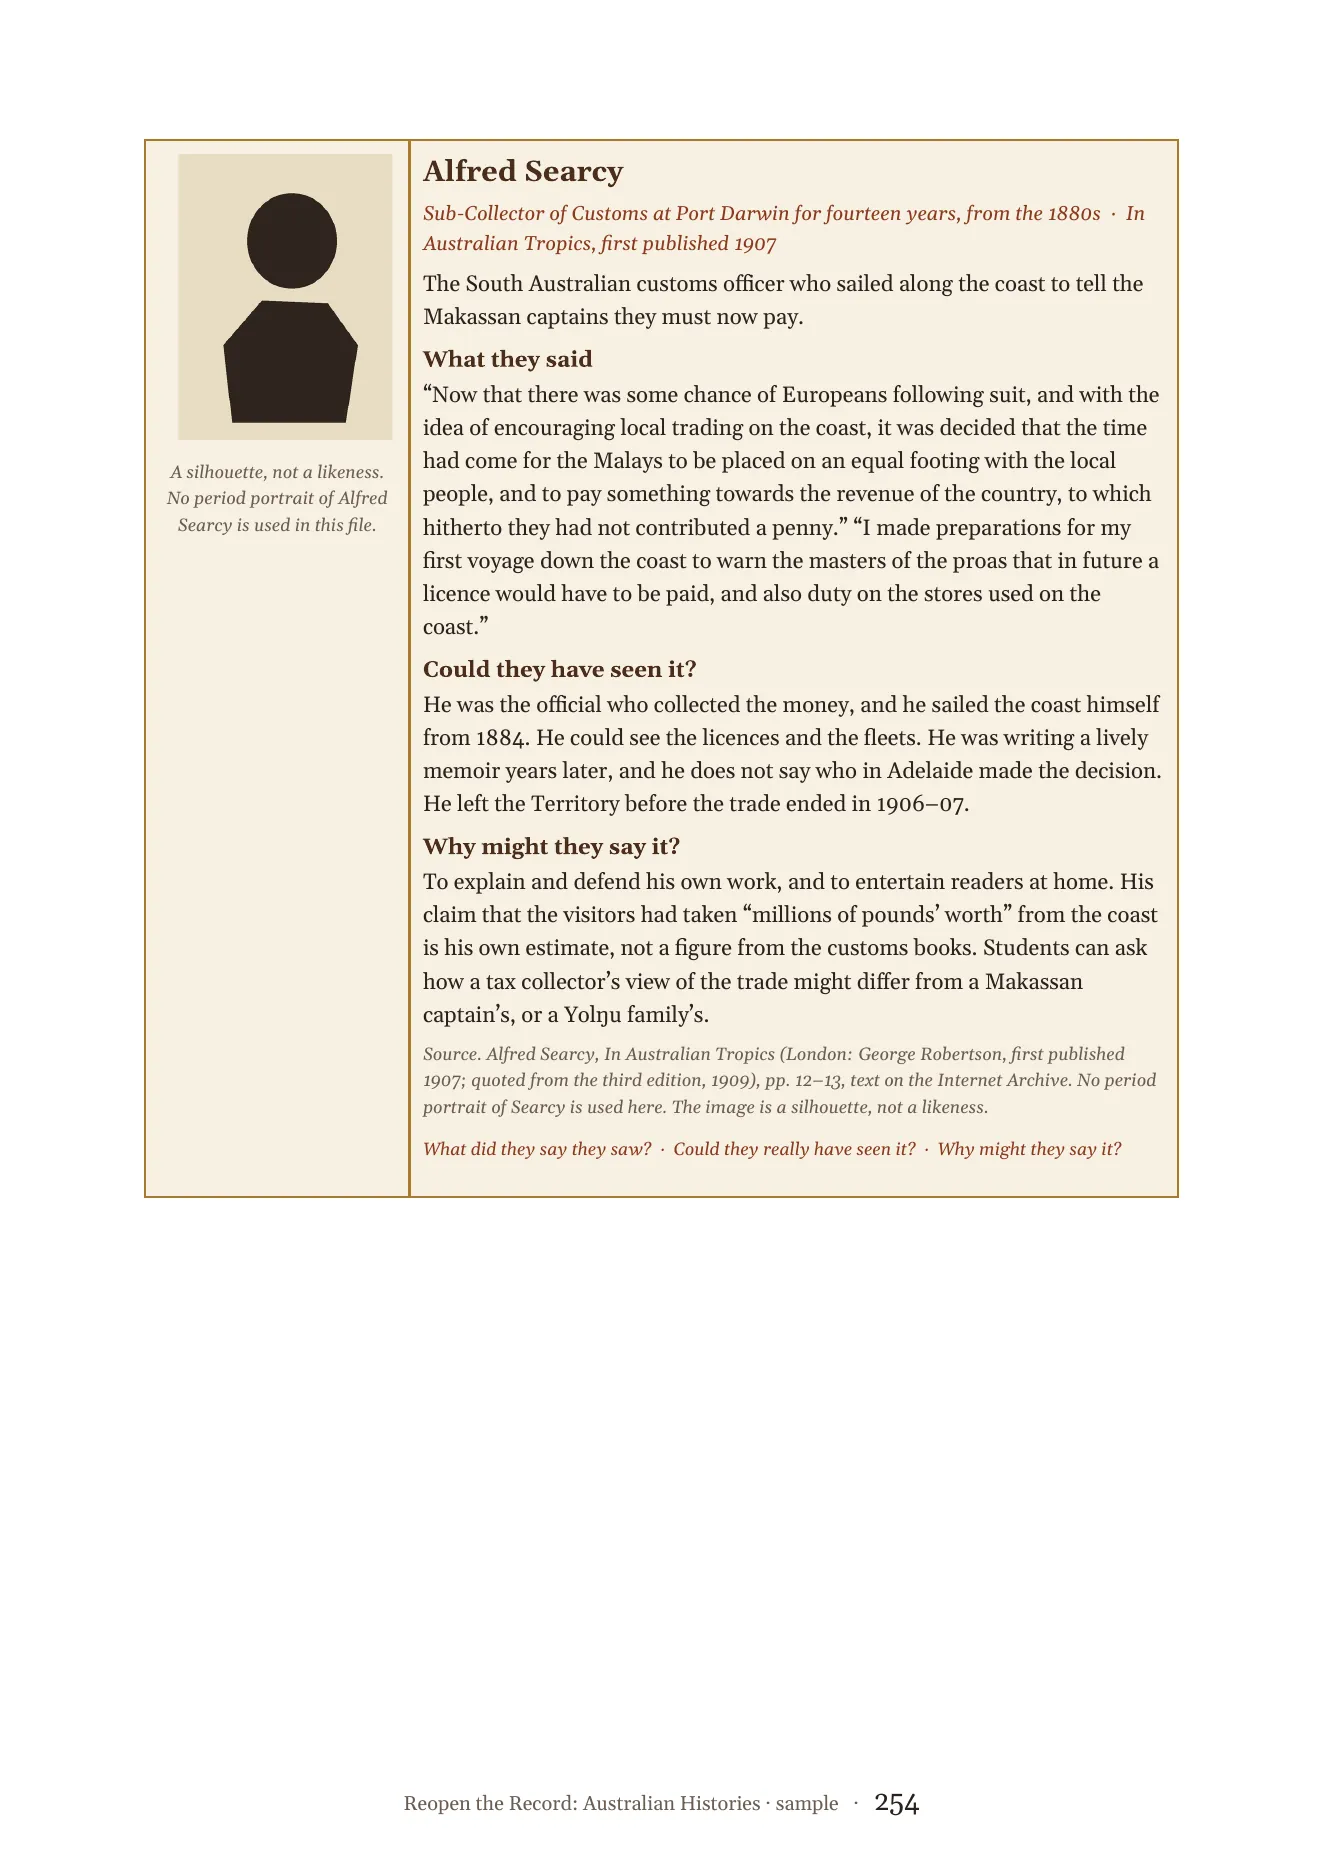 Alfred Searcy
Sub-Collector of Customs at Port Darwin for fourteen years, from the 1880s · In
Australian Tropics, first published 1907
The South Australian customs officer who sailed along the coast to tell the
Makassan captains they must now pay.
What they said
“Now that there was some chance of Europeans following suit, and with the
idea of encouraging local trading on the coast, it was decided that the time
had come for the Malays to be placed on an equal footing with the local
people, and to pay something towards the revenue of the country, to which
hitherto they had not contributed a penny.” “I made preparations for my
first voyage down the coast to warn the masters of the proas that in future a
licence would have to be paid, and also duty on the stores used on the
coast.”
Could they have seen it?
He was the official who collected the money, and he sailed the coast himself
from 1884. He could see the licences and the fleets. He was writing a lively
memoir years later, and he does not say who in Adelaide made the decision.
He left the Territory before the trade ended in 1906–07.
Why might they say it?
To explain and defend his own work, and to entertain readers at home. His
claim that the visitors had taken “millions of pounds’ worth” from the coast
is his own estimate, not a figure from the customs books. Students can ask
how a tax collector’s view of the trade might differ from a Makassan
captain’s, or a Yolŋu family’s.
Source. Alfred Searcy, In Australian Tropics (London: George Robertson, first published
1907; quoted from the third edition, 1909), pp. 12–13, text on the Internet Archive. No period
portrait of Searcy is used here. The image is a silhouette, not a likeness.
What did they say they saw? · Could they really have seen it? · Why might they say it?
A silhouette, not a likeness.
No period portrait of Alfred
Searcy is used in this file.
Reopen the Record: Australian Histories · sample · 254